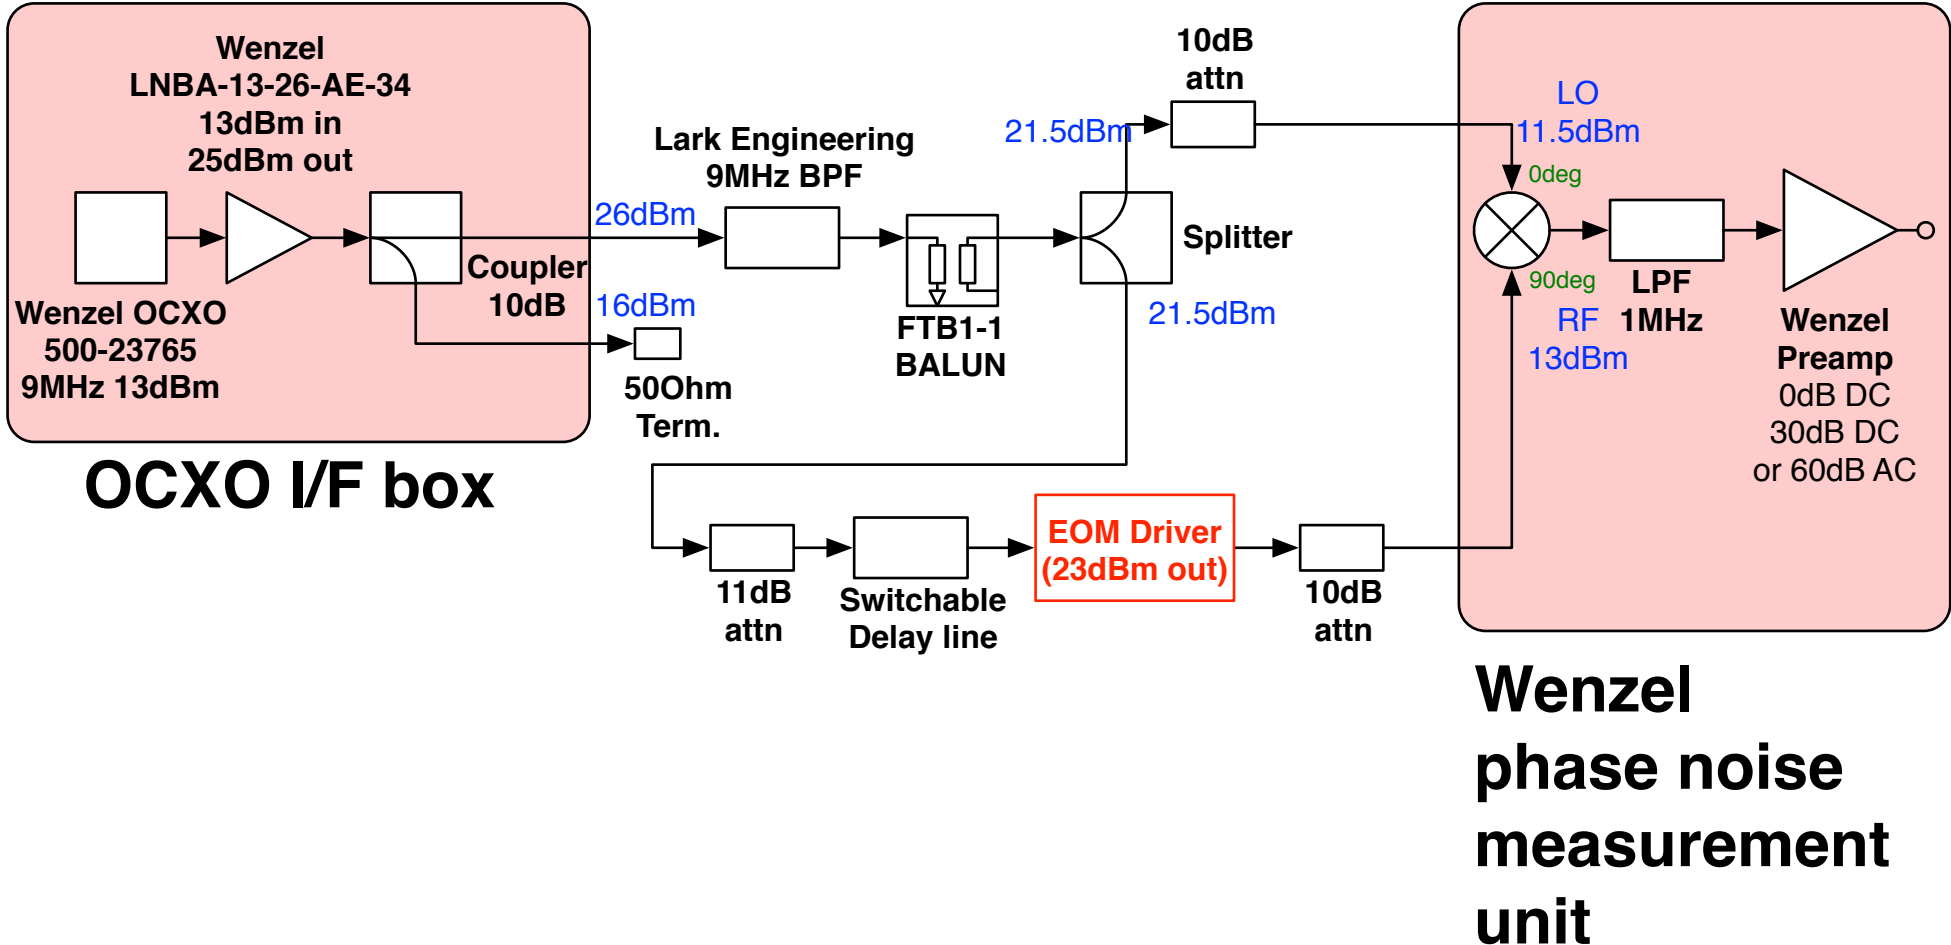 Wenzel
LNBA-13-26-AE-34
13dBm in
25dBm out
Wenzel OCXO
500-23765
9MHz 13dBm
Coupler
10dB
OCXO I/F box
26dBm
16dBm
50Ohm
Term.
Lark Engineering
9MHz BPF
FTB1-1
BALUN
21.5dBm
Splitter
21.5dBm
10dB
attn
11dB
attn
Switchable
Delay line
EOM Driver
(23dBm out)
10dB
attn
LO
11.5dBm
0deg
90deg
RF
13dBm
LPF
1MHz
Wenzel
Preamp
0dB DC
30dB DC
or 60dB AC
Wenzel
phase noise
measurement
unit